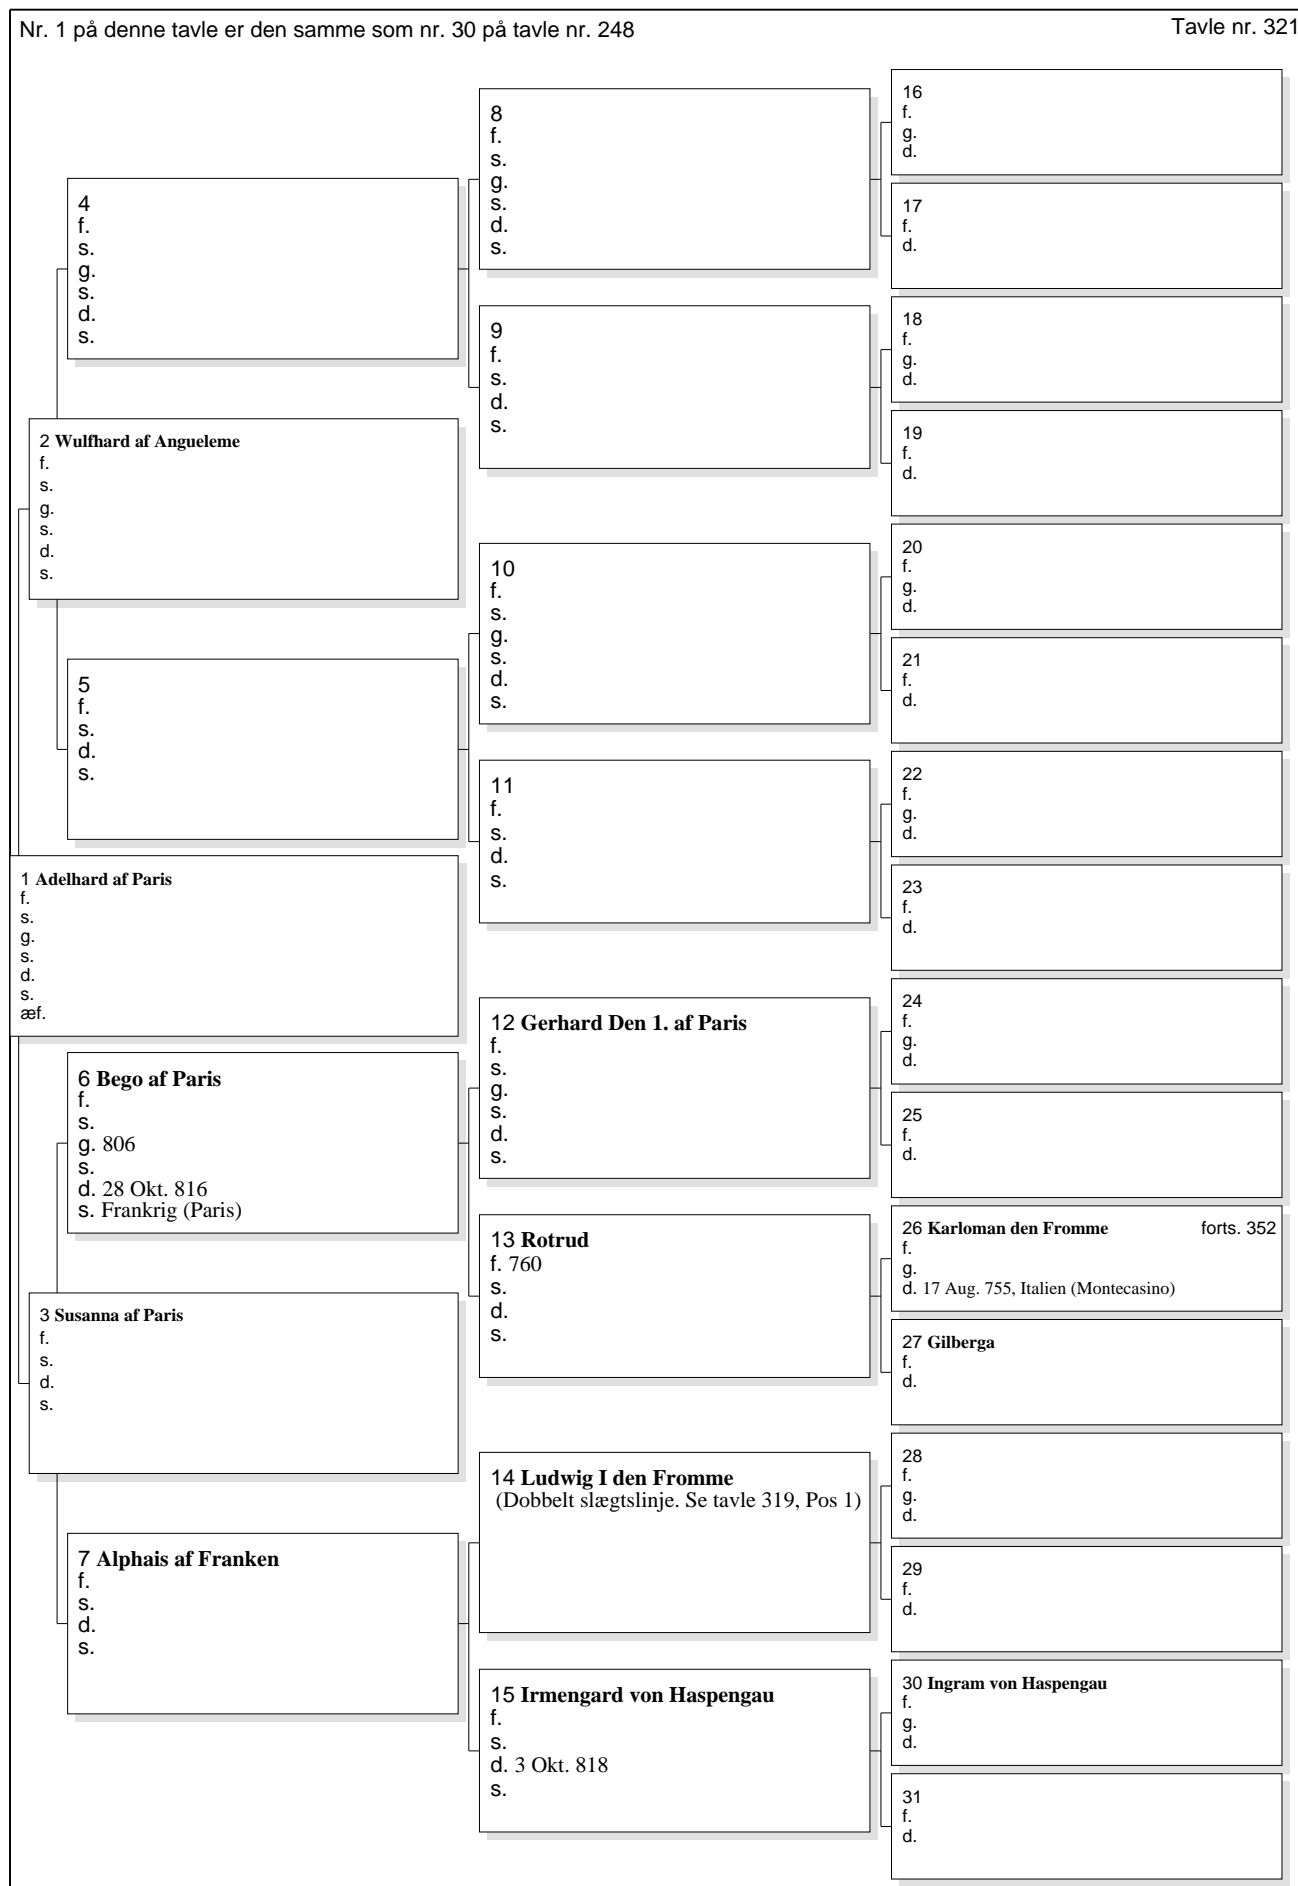 Nr. 1 på denne tavle er den samme som nr. 30 på tavle nr. 248
Tavle nr. 321
1 Adelhard af Paris
f.
s.
g.
s.
d.
s.
æf.
2 Wulfhard af Angueleme
f.
s.
g.
s.
d.
s.
3 Susanna af Paris
f.
s.
d.
s.
4
f.
s.
g.
s.
d.
s.
5
f.
s.
d.
s.
6 Bego af Paris
f.
s.
g. 806
s.
d. 28 Okt. 816
s. Frankrig (Paris)
7 Alphais af Franken
f.
s.
d.
s.
8
f.
s.
g.
s.
d.
s.
9
f.
s.
d.
s.
10
f.
s.
g.
s.
d.
s.
11
f.
s.
d.
s.
12 Gerhard Den 1. af Paris
f.
s.
g.
s.
d.
s.
13 Rotrud
f. 760
s.
d.
s.
14 Ludwig I den Fromme
(Dobbelt slægtslinje. Se tavle 319, Pos 1)
15 Irmengard von Haspengau
f.
s.
d. 3 Okt. 818
s.
16
f.
g.
d.
17
f.
d.
18
f.
g.
d.
19
f.
d.
20
f.
g.
d.
21
f.
d.
22
f.
g.
d.
23
f.
d.
24
f.
g.
d.
25
f.
d.
26 Karloman den Fromme forts. 352
f.
g.
d. 17 Aug. 755, Italien (Montecasino)
27 Gilberga
f.
d.
28
f.
g.
d.
29
f.
d.
30 Ingram von Haspengau
f.
g.
d.
31
f.
d.